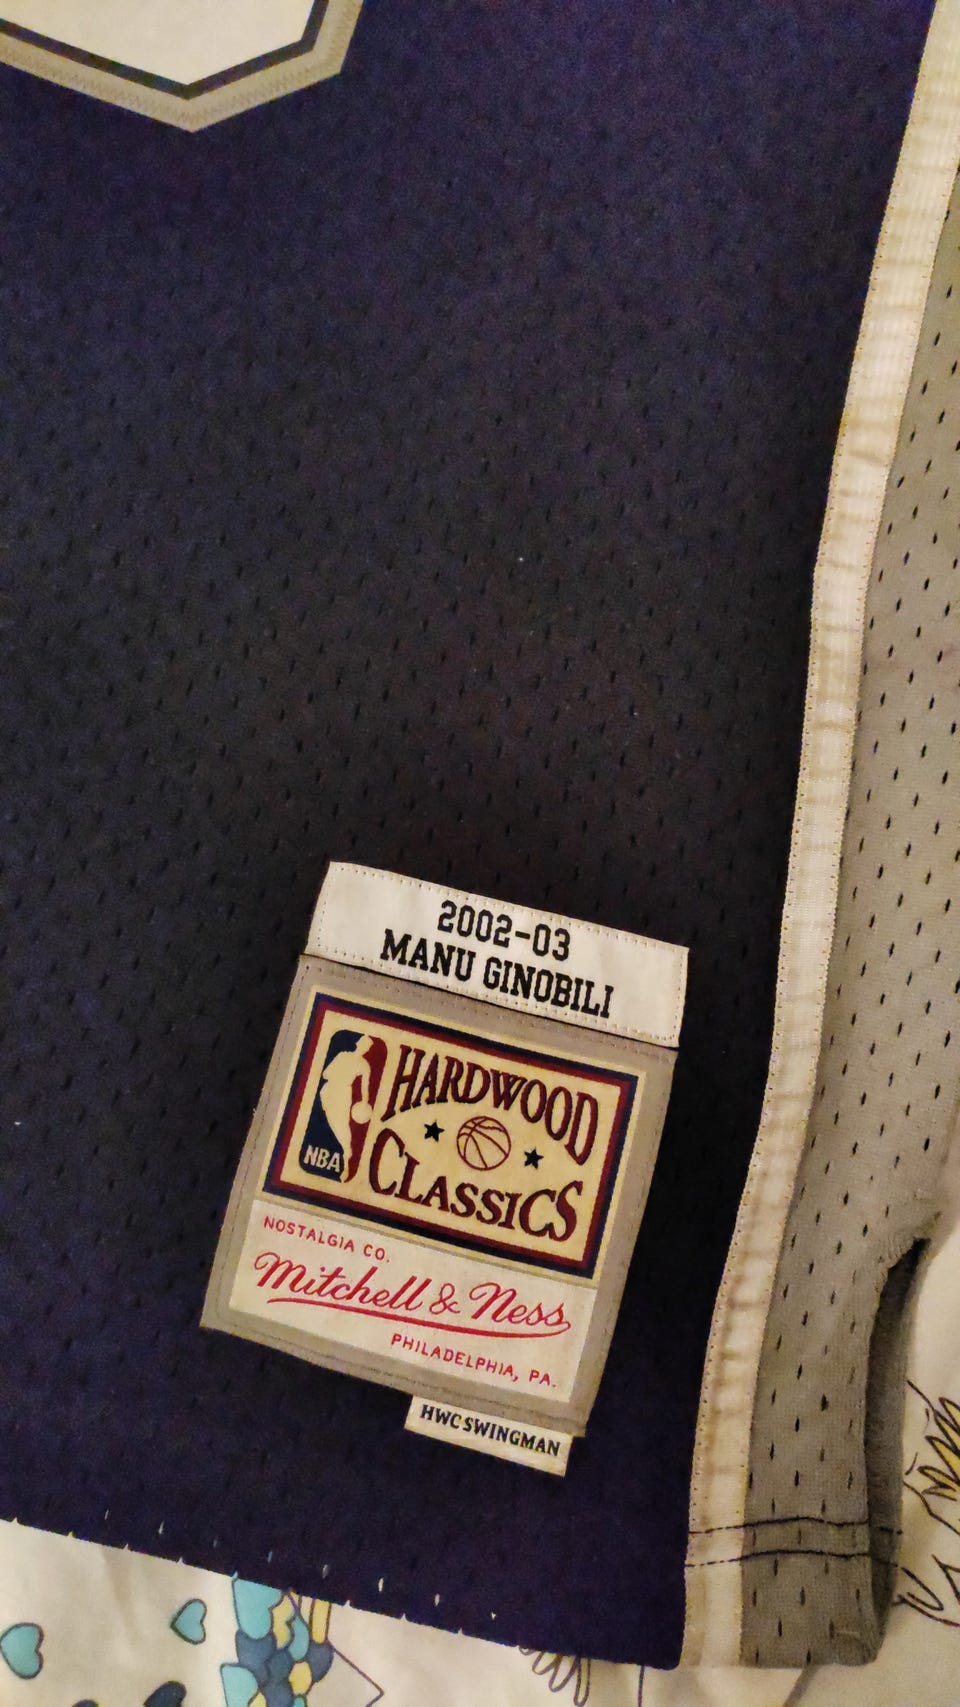 2002-03
MANU GINOBILI
HARDWOOD
CLASSICS
NBA
NOSTALGIA CO.
Mitchell & Ness
PHILADELPHIA, PA.
HWC SWINGMAN